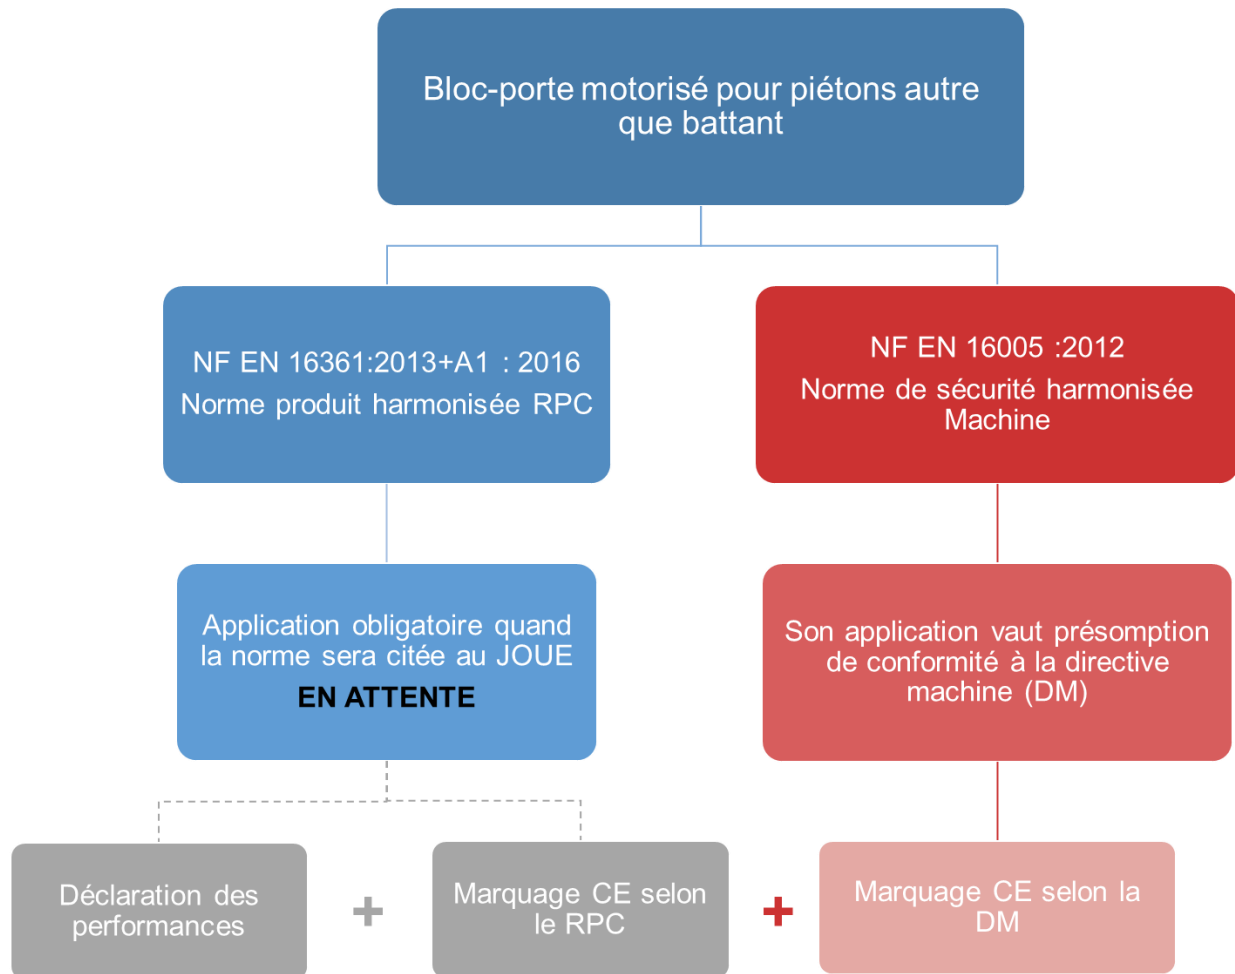 Bloc-porte motorisé pour piétons autre
que battant
NF EN 16361:2013+A1 : 2016
Norme produit harmonisée RPC
NF EN 16005 :2012
Norme de sécurité harmonisée
Machine
Application obligatoire quand
la norme sera citée au JOUE
EN ATTENTE
Son application vaut présomption
de conformité à la directive
machine (DM)
Déclaration des
performances
+
Marquage CE selon
le RPC
+
Marquage CE selon la
DM